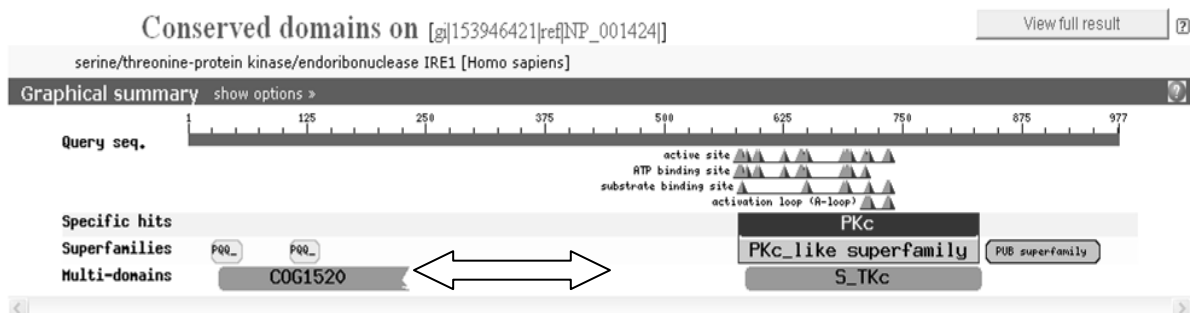 Conserved domains on [gi|153946421|ref|NP_001424|]
View full result
?
serine/threonine-protein kinase/endoribonuclease IRE1 [Homo sapiens]
Graphical summary show options »
?
1 125 250 375 500 625 750 875 977
Query seq.
active site
ATP binding site
substrate binding site
activation loop (A-loop)
Specific hits PKc
Superfamilies PQQ_ PQQ_ PKc_like superfamily PUB superfamily
Multi-domains COG1520 S_TKc